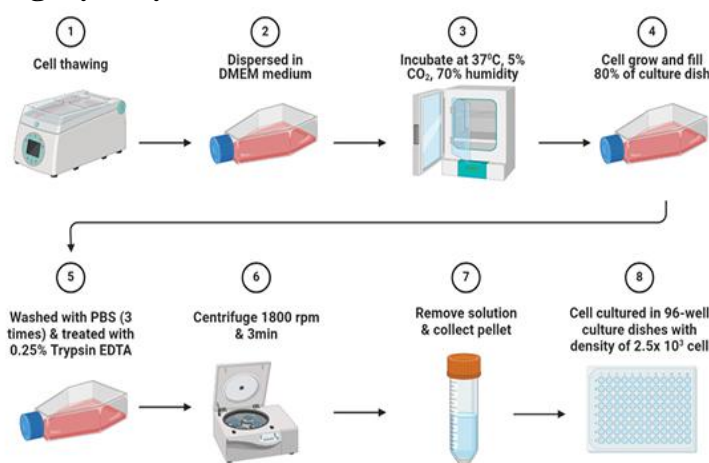 1
Cell thawing
2
Dispersed in
DMEM medium
3
Incubate at 37⁰C, 5%
CO₂, 70% humidity
4
Cell grow and fill
80% of culture dish
5
Washed with PBS (3
times) & treated with
0.25% Trypsin EDTA
6
Centrifuge 1800 rpm
& 3min
7
Remove solution
& collect pellet
8
Cell cultured in 96-well
culture dishes with
density of 2.5x 10³ cell